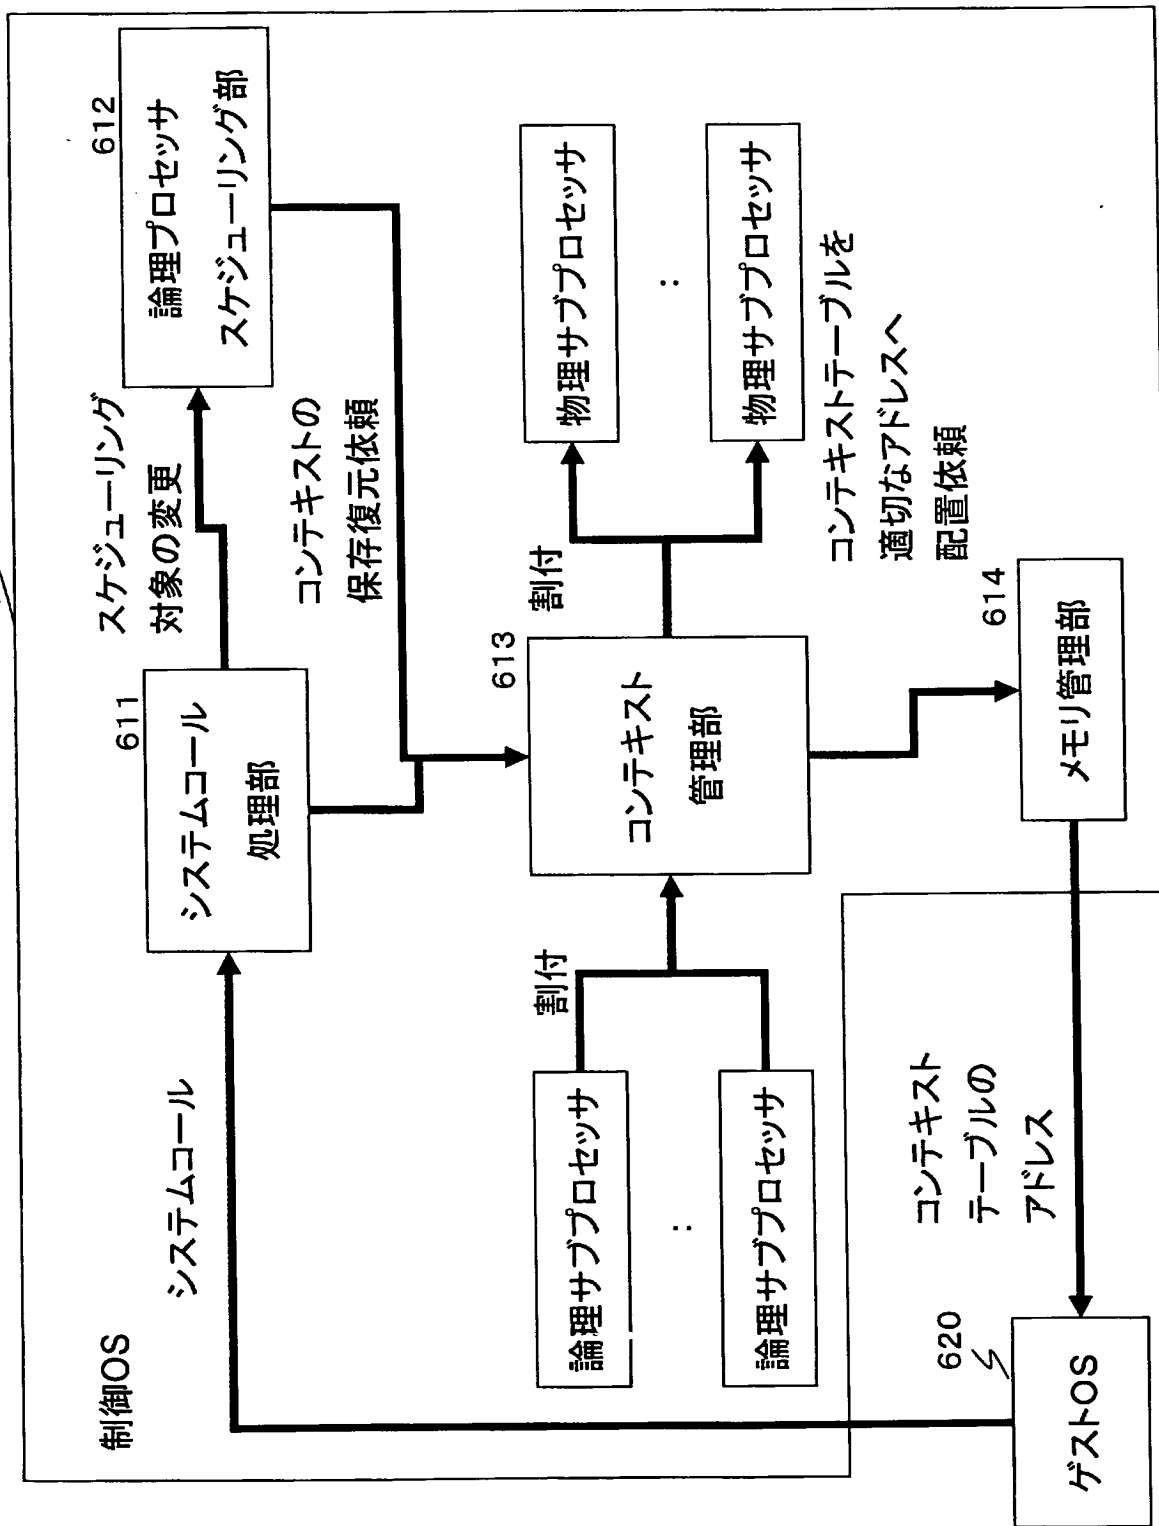 制御OS
システムコール
611
システムコール
処理部
スケジューリング
対象の変更
612
論理プロセッサ
スケジューリング部
コンテキストの
保存復元依頼
論理サブプロセッサ
:
論理サブプロセッサ
割付
613
コンテキスト
管理部
割付
物理サブプロセッサ
:
物理サブプロセッサ
コンテキストテーブルを
適切なアドレスへ
配置依頼
614
メモリ管理部
コンテキスト
テーブルの
アドレス
620
ゲストOS